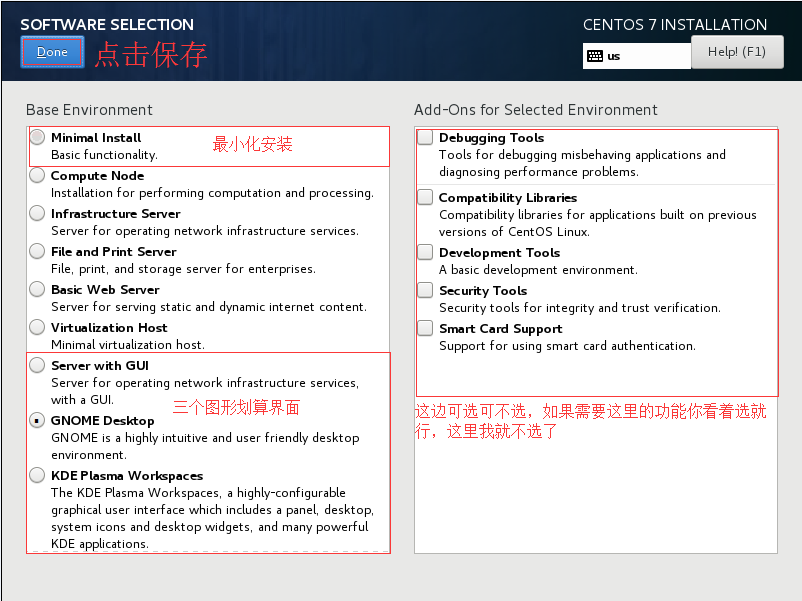 SOFTWARE SELECTION
CENTOS 7 INSTALLATION
Done
点击保存
us
Help! (F1)
Base Environment
Minimal Install
Basic functionality.
最小化安装
Compute Node
Installation for performing computation and processing.
Infrastructure Server
Server for operating network infrastructure services.
File and Print Server
File, print, and storage server for enterprises.
Basic Web Server
Server for serving static and dynamic internet content.
Virtualization Host
Minimal virtualization host.
Server with GUI
Server for operating network infrastructure services,
with a GUI.
三个图形划算界面
GNOME Desktop
GNOME is a highly intuitive and user friendly desktop
environment.
KDE Plasma Workspaces
The KDE Plasma Workspaces, a highly-configurable
graphical user interface which includes a panel, desktop,
system icons and desktop widgets, and many powerful
KDE applications.
Add-Ons for Selected Environment
Debugging Tools
Tools for debugging misbehaving applications and
diagnosing performance problems.
Compatibility Libraries
Compatibility libraries for applications built on previous
versions of CentOS Linux.
Development Tools
A basic development environment.
Security Tools
Security tools for integrity and trust verification.
Smart Card Support
Support for using smart card authentication.
这边可选可不选，如果需要这里的功能你看着选就
行，这里我就不选了